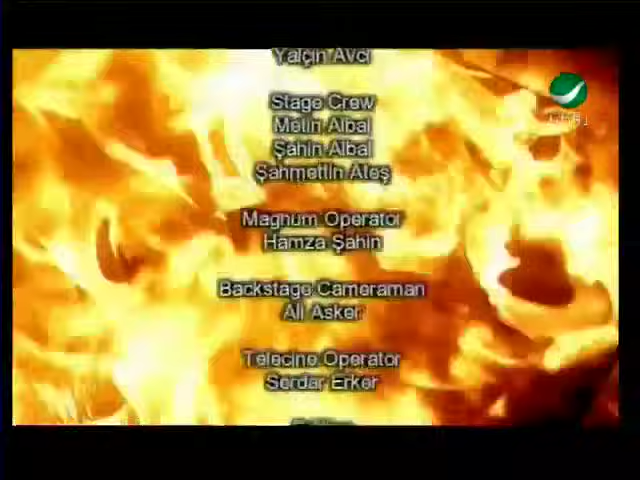 Yalçın Avcı
Stage Crew
Metin Albal
Şahin Albal
Şahmettin Ateş
Magnum Operator
Hamza Şahin
Backstage Cameraman
Ali Asker
Telecine Operator
Serdar Erker